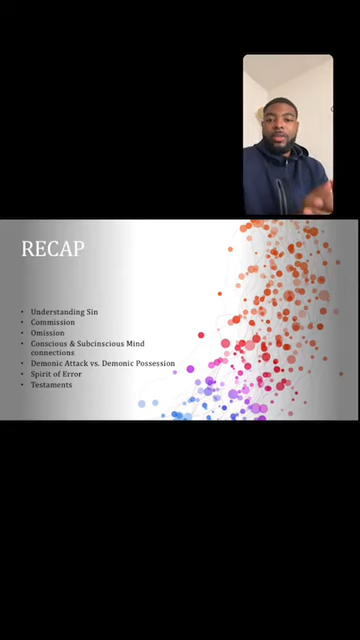 RECAP
• Understanding Sin
• Commission
• Omission
• Conscious & Subcinscious Mind
connections
• Demonic Attack vs. Demonic Possession
• Spirit of Error
• Testaments